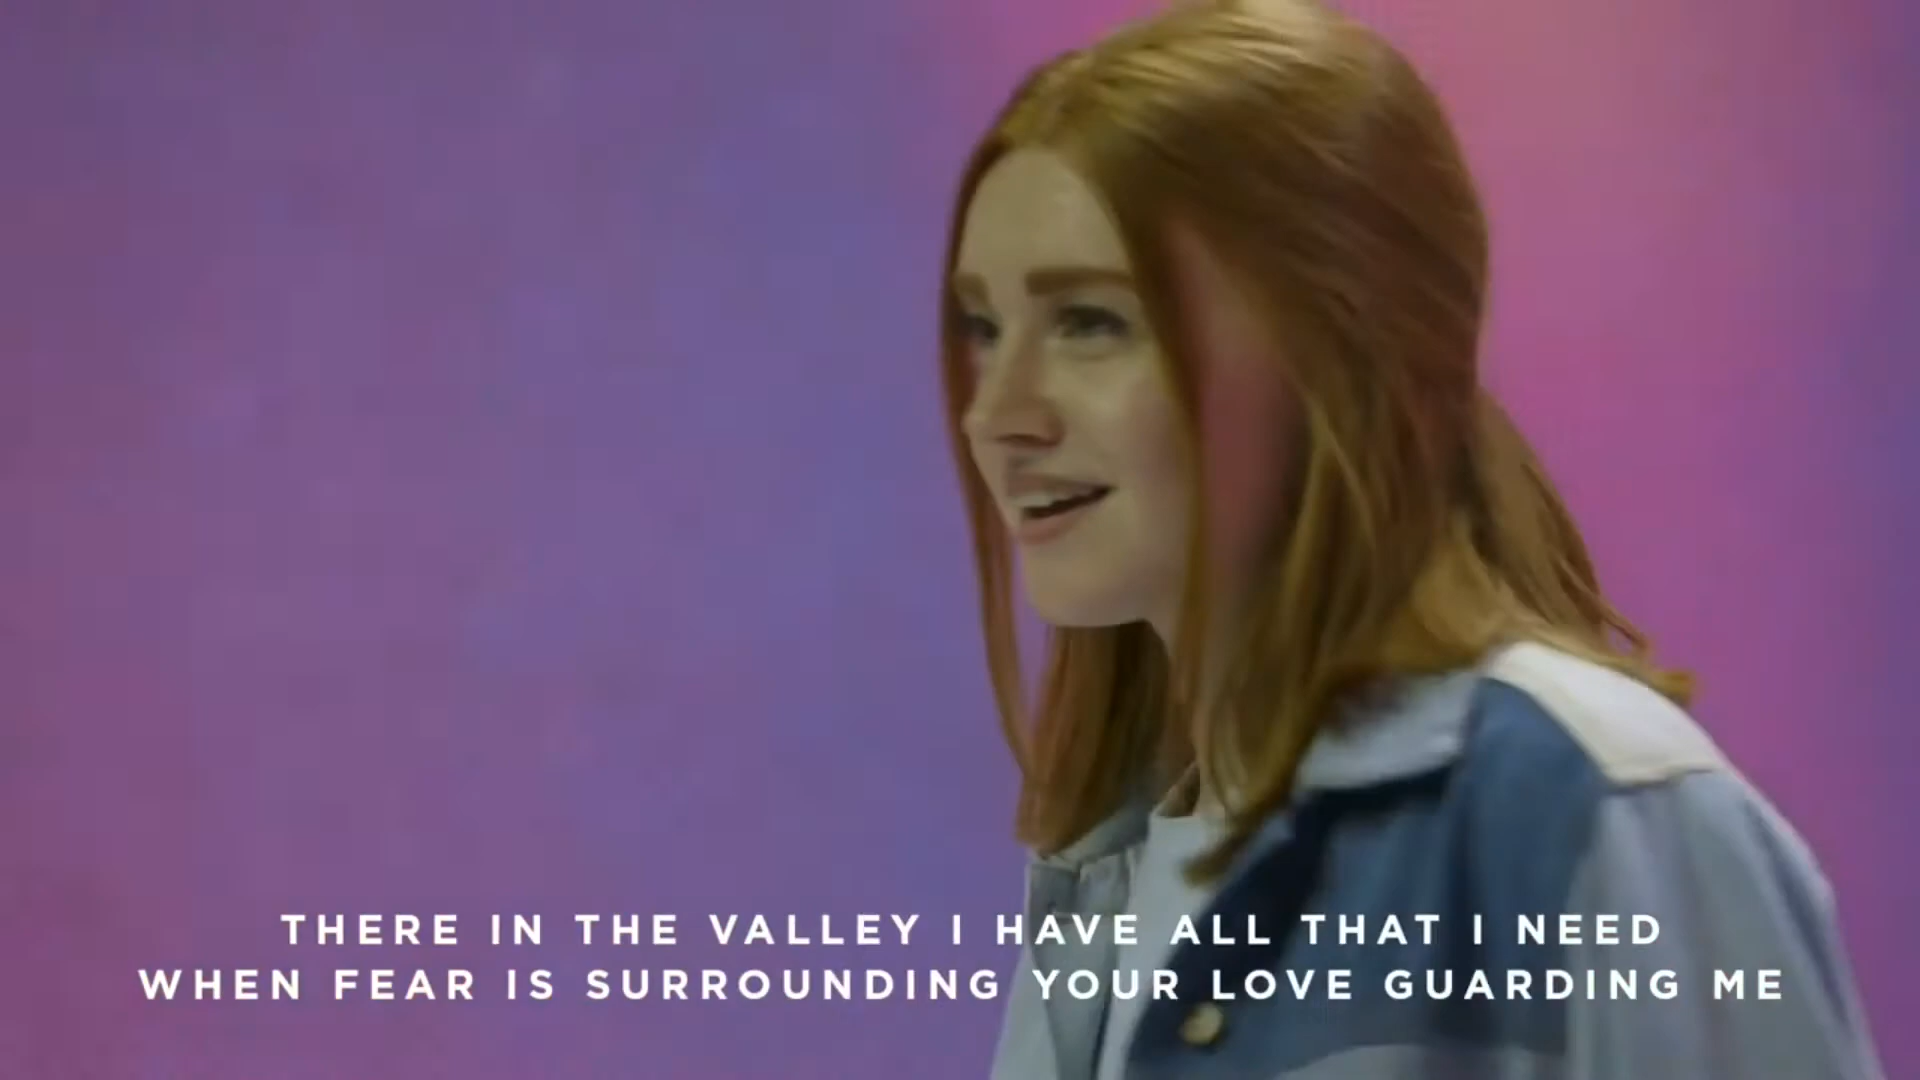 THERE IN THE VALLEY I HAVE ALL THAT I NEED
WHEN FEAR IS SURROUNDING YOUR LOVE GUARDING ME